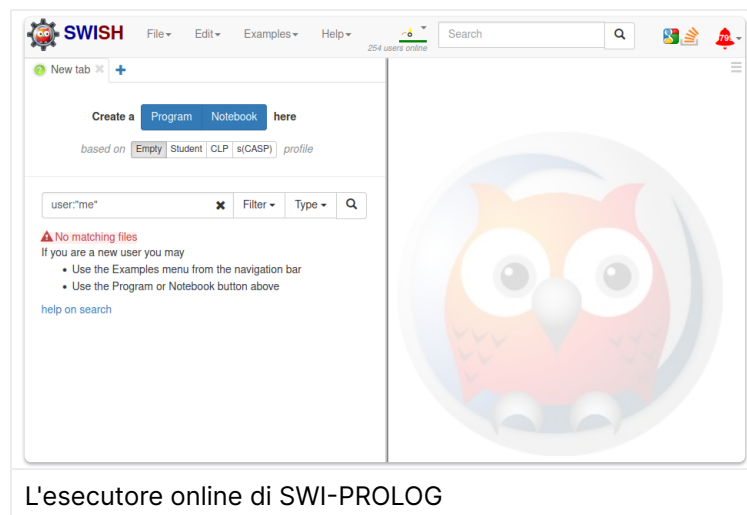 SWISH File Edit Examples Help 254 users online Search 79
New tab
Create a Program Notebook here
based on Empty Student CLP s(CASP) profile
user:"me" Filter Type
No matching files
If you are a new user you may
• Use the Examples menu from the navigation bar
• Use the Program or Notebook button above
help on search
L'esecutore online di SWI-PROLOG